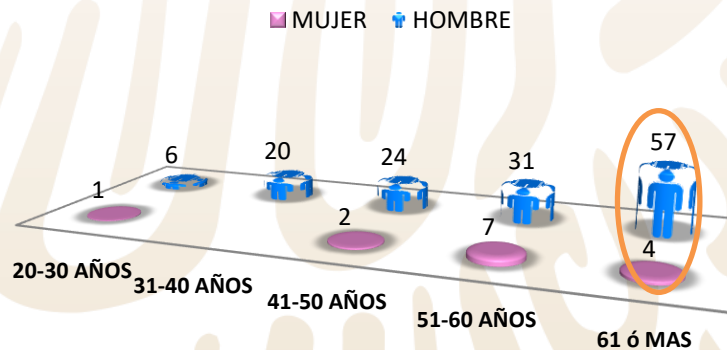 MUJER HOMBRE
6 20 24 31 57
1 2 7 4
20-30 AÑOS
31-40 AÑOS
41-50 AÑOS
51-60 AÑOS
61 ó MAS